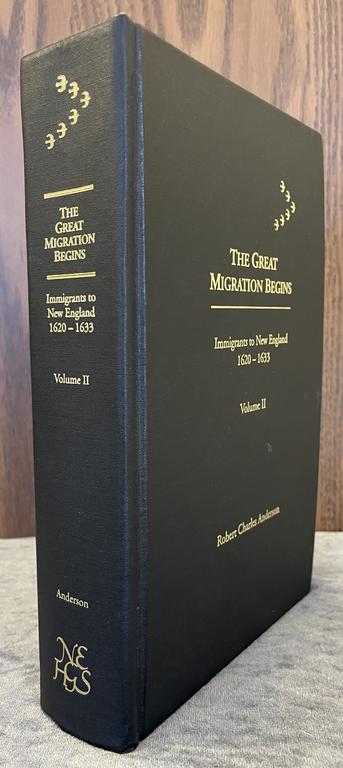 THE
GREAT
MIGRATION
BEGINS
Immigrants to
New England
1620 – 1633
Volume II
Anderson
NE
HGS
THE GREAT
MIGRATION BEGINS
Immigrants to New England
1620 – 1633
Volume II
Robert Charles Anderson